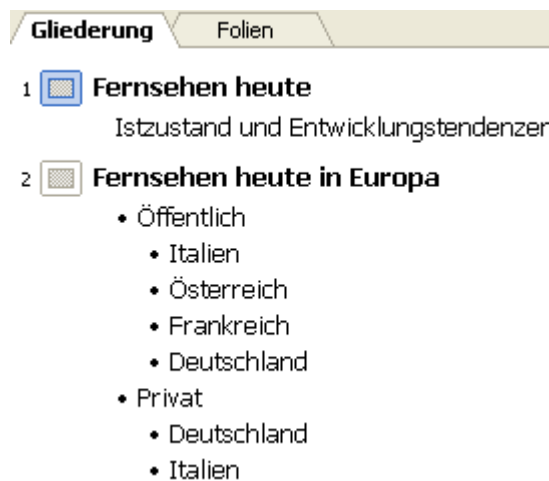 Gliederung Folien
1 Fernsehen heute
Istzustand und Entwicklungstendenzen
2 Fernsehen heute in Europa
• Öffentlich
• Italien
• Österreich
• Frankreich
• Deutschland
• Privat
• Deutschland
• Italien